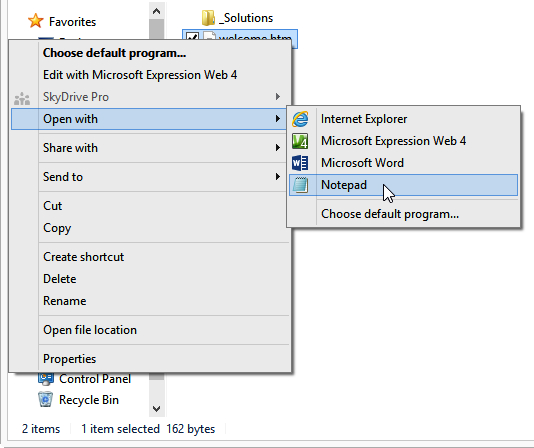 Favorites
_Solutions
welcome.htm
Choose default program...
Edit with Microsoft Expression Web 4
SkyDrive Pro
Open with
Share with
Send to
Cut
Copy
Create shortcut
Delete
Rename
Open file location
Properties
Internet Explorer
Microsoft Expression Web 4
Microsoft Word
Notepad
Choose default program...
Control Panel
Recycle Bin
2 items 1 item selected 162 bytes